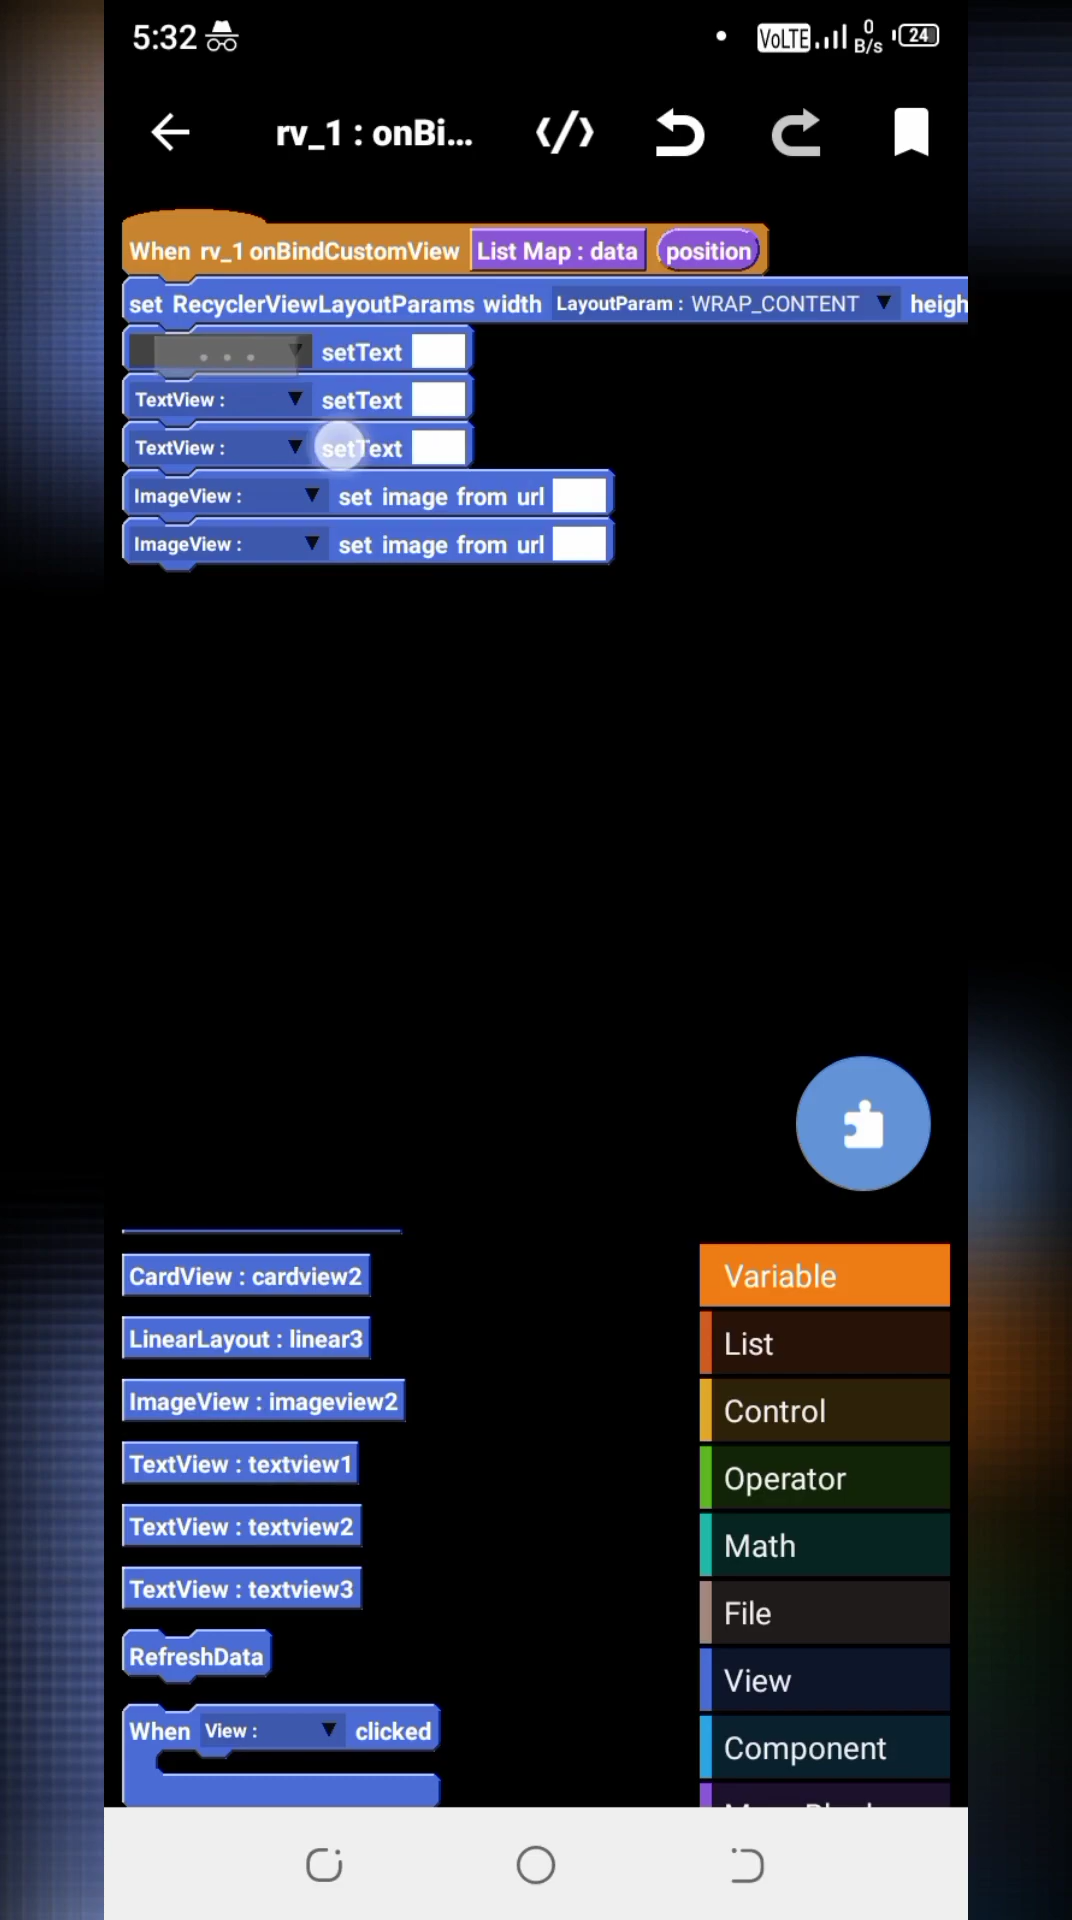 5:32 VoLTE 0 B/s 24
rv_1 : onBi...
When rv_1 onBindCustomView List Map : data position
set RecyclerViewLayoutParams width LayoutParam : WRAP_CONTENT heigh
... setText
TextView : setText
TextView : setText
ImageView : set image from url
ImageView : set image from url
CardView : cardview2
LinearLayout : linear3
ImageView : imageview2
TextView : textview1
TextView : textview2
TextView : textview3
RefreshData
When View : clicked
Variable
List
Control
Operator
Math
File
View
Component